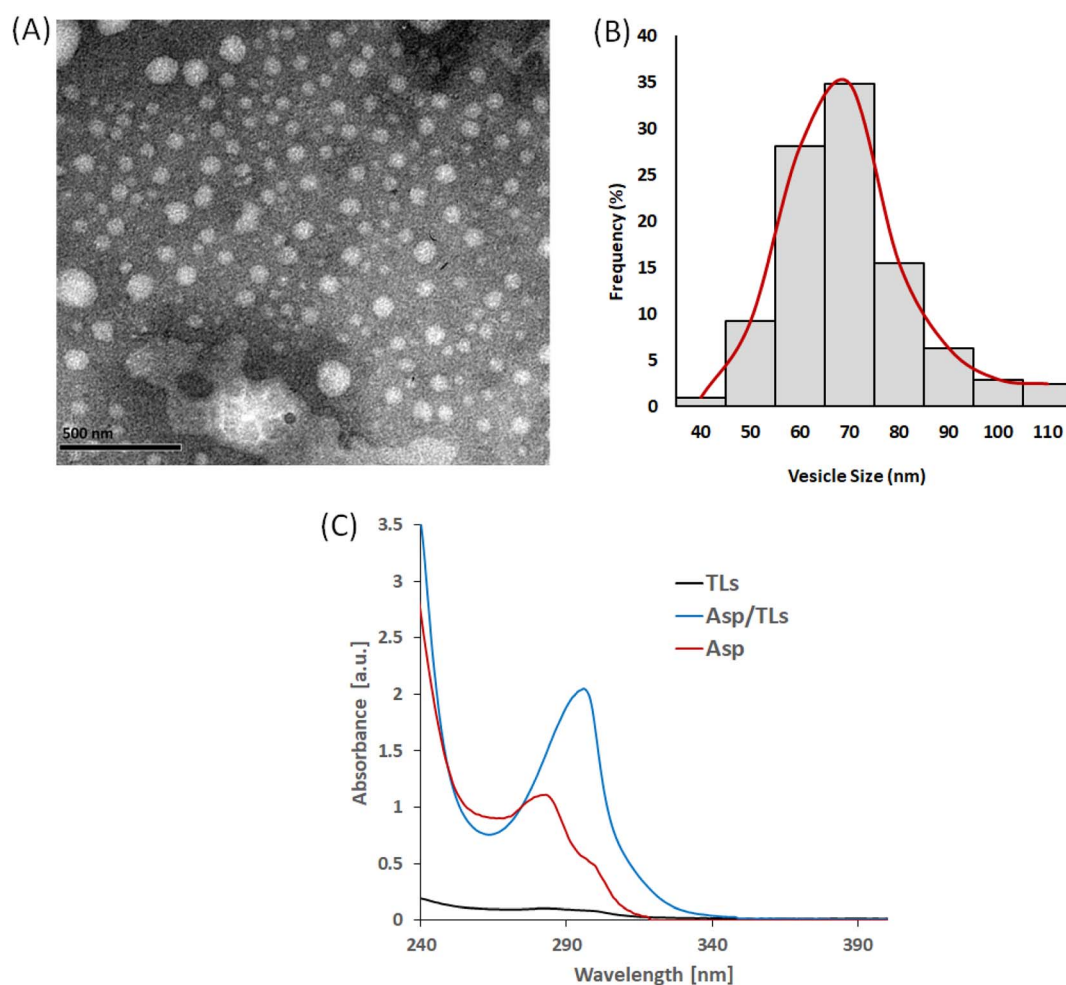 (A)
500 nm
(B)
40
35
30
25
20
15
10
5
0
Frequency (%)
40 50 60 70 80 90 100 110
Vesicle Size (nm)
(C)
3.5
3
2.5
2
1.5
1
0.5
0
Absorbance [a.u.]
TLs
Asp/TLs
Asp
240 290 340 390
Wavelength [nm]